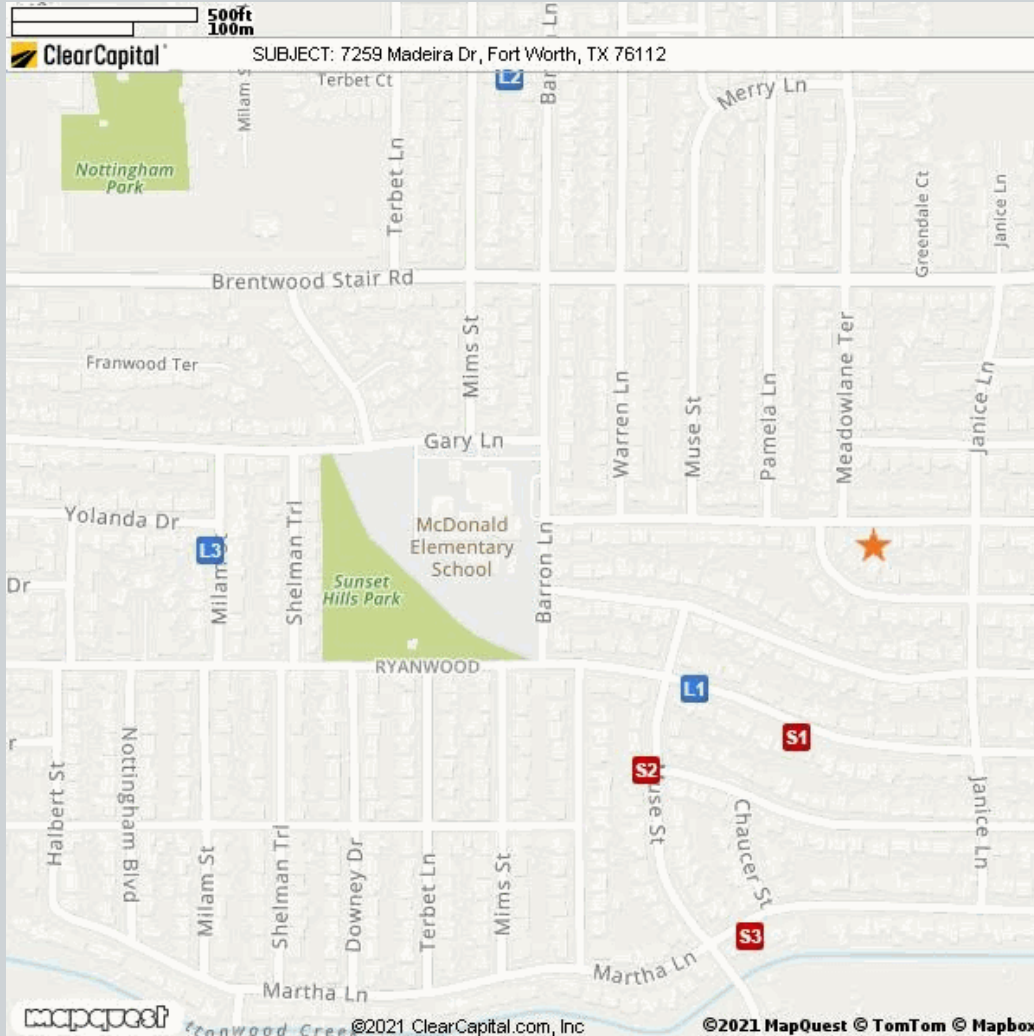 500ft
100m
ClearCapital
SUBJECT: 7259 Madeira Dr, Fort Worth, TX 76112
Terbet Ct
L2
Merry Ln
Milam
Nottingham
Park
Terbet Ln
Greendale Ct
Janice Ln
Brentwood Stair Rd
Mims St
Franwood Ter
Warren Ln
Muse St
Pamela Ln
Meadowlane Ter
Janice Ln
Gary Ln
Yolanda Dr
L3
Milam
Shelman Trl
McDonald
Elementary
School
Barron Ln
Dr
Sunset
Hills Park
RYANWOOD
L1
S1
S2
Halbert St
Nottingham Blvd
Milam St
Shelman Trl
Downey Dr
Terbet Ln
Mims St
St
Chaucer St
Janice Ln
S3
Martha Ln
Martha Ln
mapquest
©2021 ClearCapital.com, Inc
©2021 MapQuest © TomTom © Mapbo